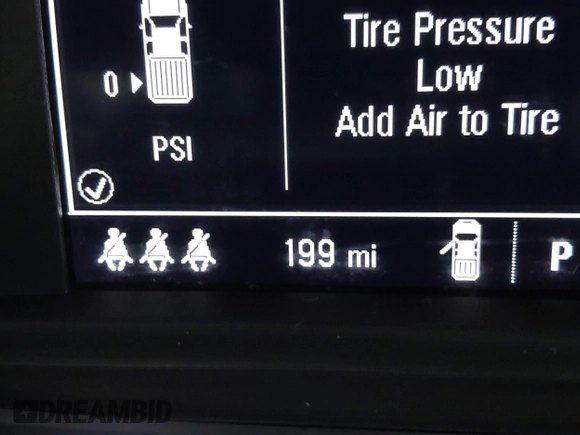 Tire Pressure
Low
Add Air to Tire
0
PSI
199 mi
P
DREAMBID